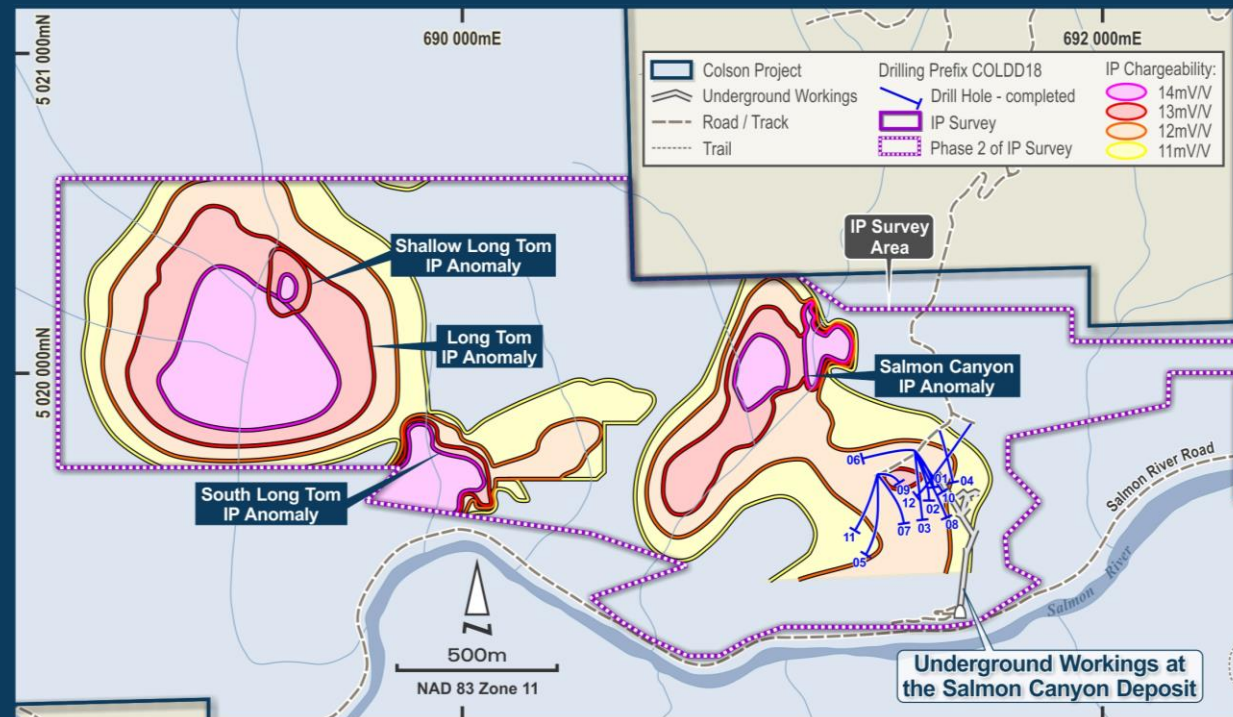 690 000mE
692 000mE
5 021 000mN
5 020 000mN
Colson Project
Underground Workings
Road / Track
Trail
Drilling Prefix COLDD18
Drill Hole - completed
IP Survey
Phase 2 of IP Survey
IP Chargeability:
14mV/V
13mV/V
12mV/V
11mV/V
IP Survey
Area
Shallow Long Tom
IP Anomaly
Long Tom
IP Anomaly
Salmon Canyon
IP Anomaly
South Long Tom
IP Anomaly
06
09
01
04
12
10
02
11
07
03
08
05
Salmon River Road
Salmon River
N
500m
NAD 83 Zone 11
Underground Workings at
the Salmon Canyon Deposit